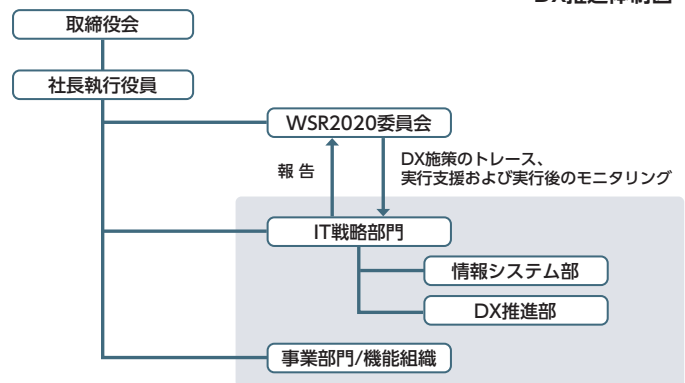 取締役会
社長執行役員
WSR2020委員会
報 告
DX施策のトレース、
実行支援および実行後のモニタリング
IT戦略部門
情報システム部
DX推進部
事業部門/機能組織